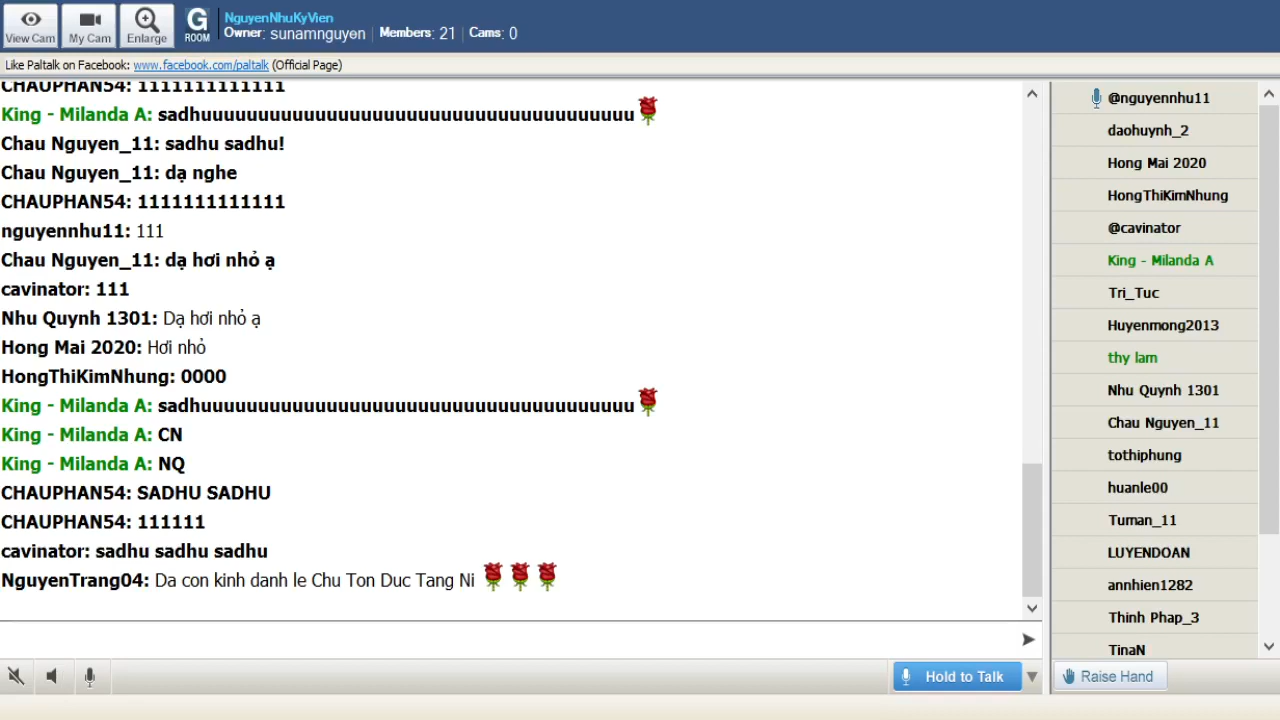 View Cam
My Cam
Enlarge
G
ROOM
NguyenNhuKyVien
Owner: sunamnguyen Members: 21 Cams: 0
Like Paltalk on Facebook: www.facebook.com/paltalk (Official Page)
CHAUPHAN54: 1111111111111
King - Milanda A: sadhuuuuuuuuuuuuuuuuuuuuuuuuuuuuuuuuuuuuuu
Chau Nguyen_11: sadhu sadhu!
Chau Nguyen_11: dạ nghe
CHAUPHAN54: 1111111111111
nguyennhu11: 111
Chau Nguyen_11: dạ hơi nhỏ ạ
cavinator: 111
Nhu Quynh 1301: Dạ hơi nhỏ ạ
Hong Mai 2020: Hơi nhỏ
HongThiKimNhung: 0000
King - Milanda A: sadhuuuuuuuuuuuuuuuuuuuuuuuuuuuuuuuuuuuuuu
King - Milanda A: CN
King - Milanda A: NQ
CHAUPHAN54: SADHU SADHU
CHAUPHAN54: 111111
cavinator: sadhu sadhu sadhu
NguyenTrang04: Da con kinh danh le Chu Ton Duc Tang Ni
@nguyennhu11
daohuynh_2
Hong Mai 2020
HongThiKimNhung
@cavinator
King - Milanda A
Tri_Tuc
Huyenmong2013
thy lam
Nhu Quynh 1301
Chau Nguyen_11
tothiphung
huanle00
Tuman_11
LUYENDOAN
annhien1282
Thinh Phap_3
TinaN
Hold to Talk
Raise Hand